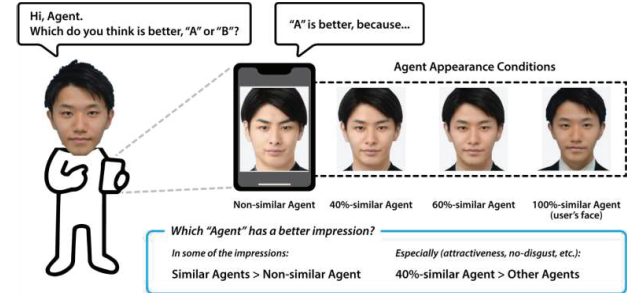 Hi, Agent.
Which do you think is better, “A” or “B”?
“A” is better, because...
Agent Appearance Conditions
Non-similar Agent
40%-similar Agent
60%-similar Agent
100%-similar Agent
(user's face)
Which “Agent” has a better impression?
In some of the impressions:
Similar Agents > Non-similar Agent
Especially (attractiveness, no-disgust, etc.):
40%-similar Agent > Other Agents